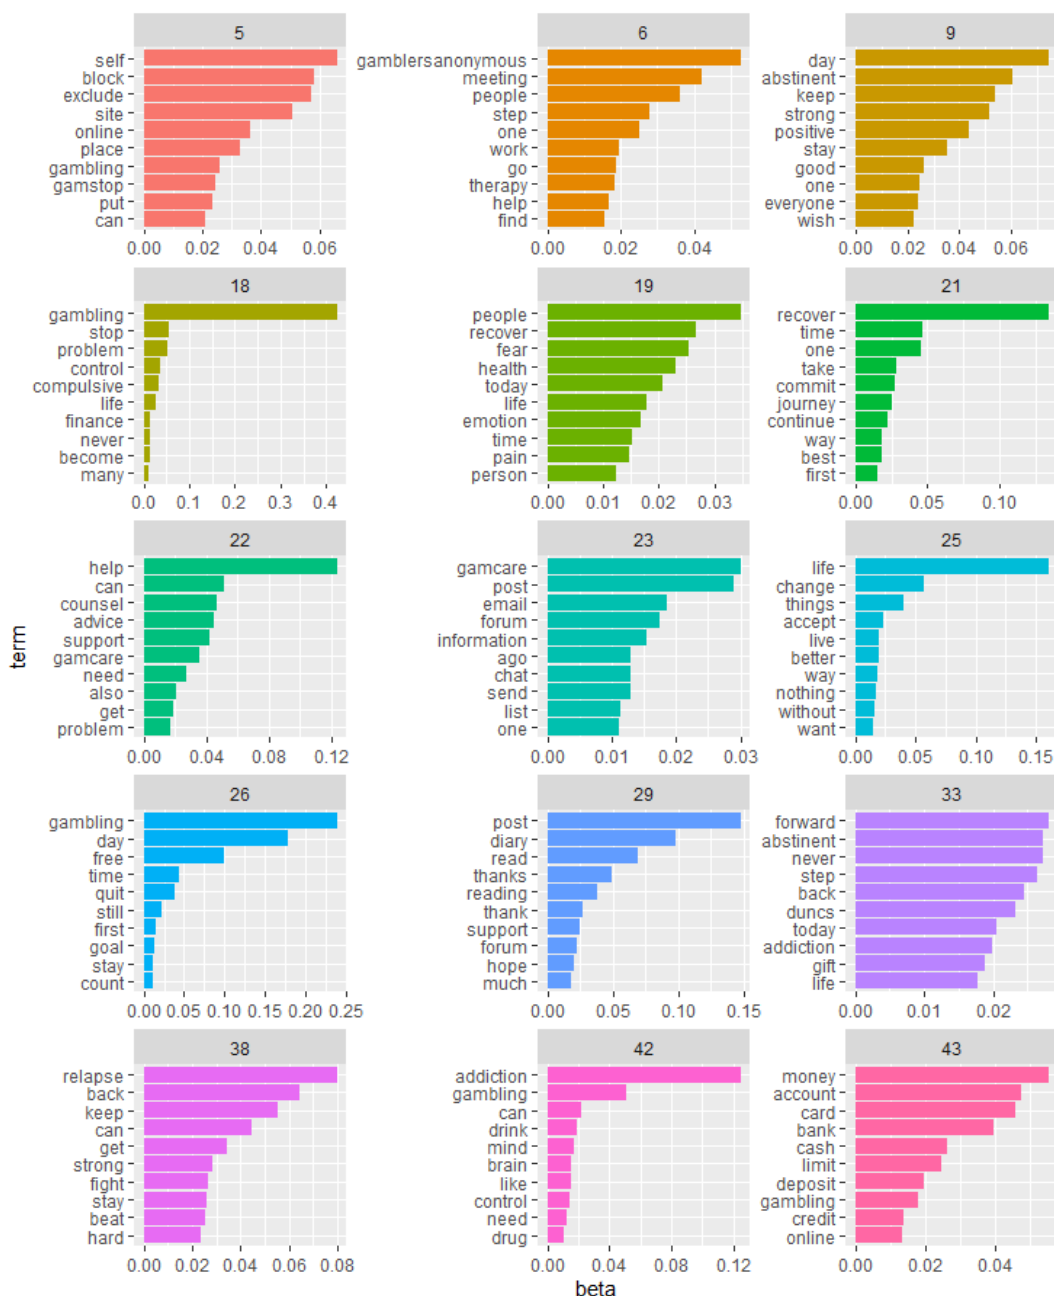 5
self
block
exclude
site
online
place
gambling
gamstop
put
can
0.00 0.02 0.04 0.06
6
gamblersanonymous
meeting
people
step
one
work
go
therapy
help
find
0.00 0.02 0.04
9
day
abstinent
keep
strong
positive
stay
good
one
everyone
wish
0.00 0.02 0.04 0.06
18
gambling
stop
problem
control
compulsive
life
finance
never
become
many
0.0 0.1 0.2 0.3 0.4
19
people
recover
fear
health
today
life
emotion
time
pain
person
0.00 0.01 0.02 0.03
21
recover
time
one
take
commit
journey
continue
way
best
first
0.00 0.05 0.10
22
help
can
counsel
advice
support
gamcare
need
also
get
problem
0.00 0.04 0.08 0.12
23
gamcare
post
email
forum
information
ago
chat
send
list
one
0.00 0.01 0.02 0.03
25
life
change
things
accept
live
better
way
nothing
without
want
0.00 0.05 0.10 0.15
26
gambling
day
free
time
quit
still
first
goal
stay
count
0.00 0.05 0.10 0.15 0.20 0.25
29
post
diary
read
thanks
reading
thank
support
forum
hope
much
0.00 0.05 0.10 0.15
33
forward
abstinent
never
step
back
duncs
today
addiction
gift
life
0.00 0.01 0.02
38
relapse
back
keep
can
get
strong
fight
stay
beat
hard
0.00 0.02 0.04 0.06 0.08
42
addiction
gambling
can
drink
mind
brain
like
control
need
drug
0.00 0.04 0.08 0.12
43
money
account
card
bank
cash
limit
deposit
gambling
credit
online
0.00 0.02 0.04
term
beta